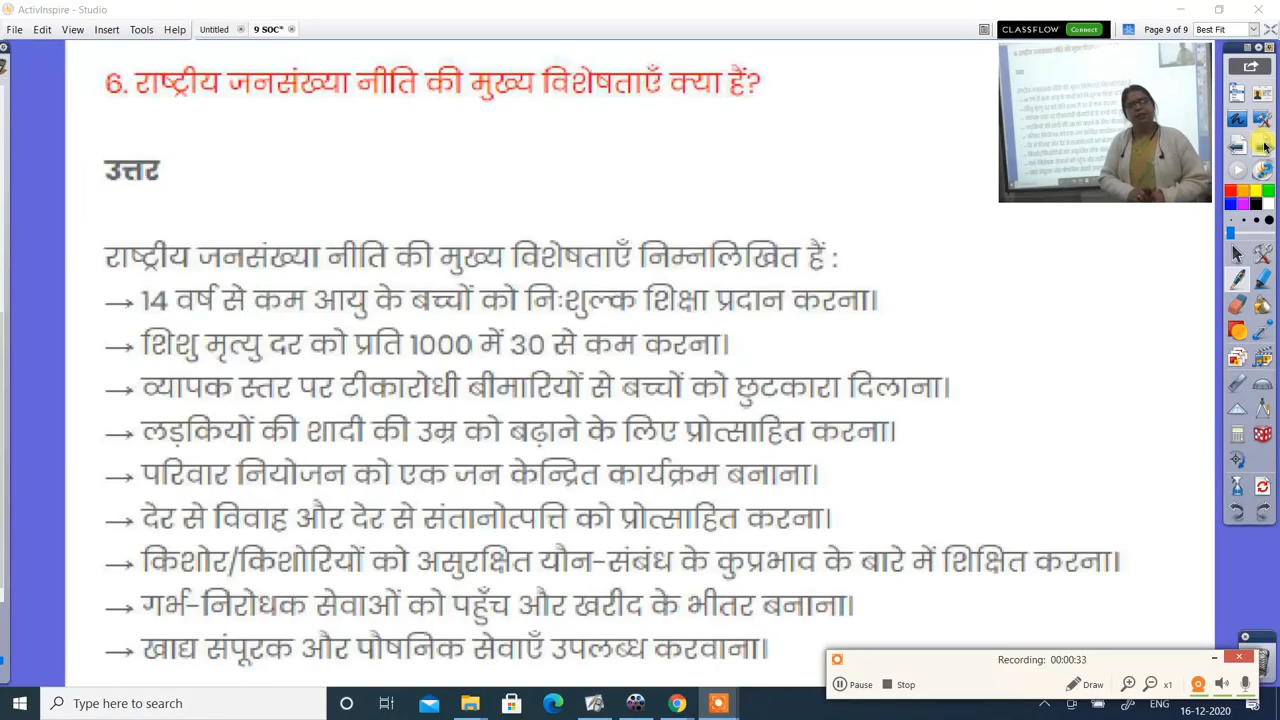 ActivInspire - Studio
File Edit View Insert Tools Help Untitled 9 SOC* CLASSFLOW Connect Page 9 of 9 Best Fit
6. राष्ट्रीय जनसंख्या नीति की मुख्य विशेषताएँ क्या हैं?
उत्तर
राष्ट्रीय जनसंख्या नीति की मुख्य विशेषताएँ निम्नलिखित हैं :
→ 14 वर्ष से कम आयु के बच्चों को निःशुल्क शिक्षा प्रदान करना।
→ शिशु मृत्यु दर को प्रति 1000 में 30 से कम करना।
→ व्यापक स्तर पर टीकारोधी बीमारियों से बच्चों को छुटकारा दिलाना।
→ लड़कियों की शादी की उम्र को बढ़ाने के लिए प्रोत्साहित करना।
→ परिवार नियोजन को एक जन केन्द्रित कार्यक्रम बनाना।
→ देर से विवाह और देर से संतानोत्पत्ति को प्रोत्साहित करना।
→ किशोर/किशोरियों को असुरक्षित यौन-संबंध के कुप्रभाव के बारे में शिक्षित करना।
→ गर्भ-निरोधक सेवाओं को पहुँच और खरीद के भीतर बनाना।
→ खाद्य संपूरक और पौषनिक सेवाएँ उपलब्ध करवाना।
Recording: 00:00:33
Pause Stop Draw x1
Type here to search
ENG
16-12-2020